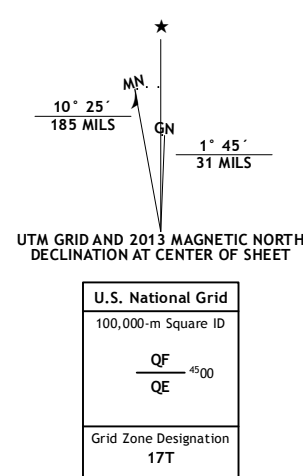 ★
MN
GN
10° 25´
185 MILS
1° 45´
31 MILS
UTM GRID AND 2013 MAGNETIC NORTH
DECLINATION AT CENTER OF SHEET
U.S. National Grid
100,000-m Square ID
QF
4500
QE
Grid Zone Designation
17T